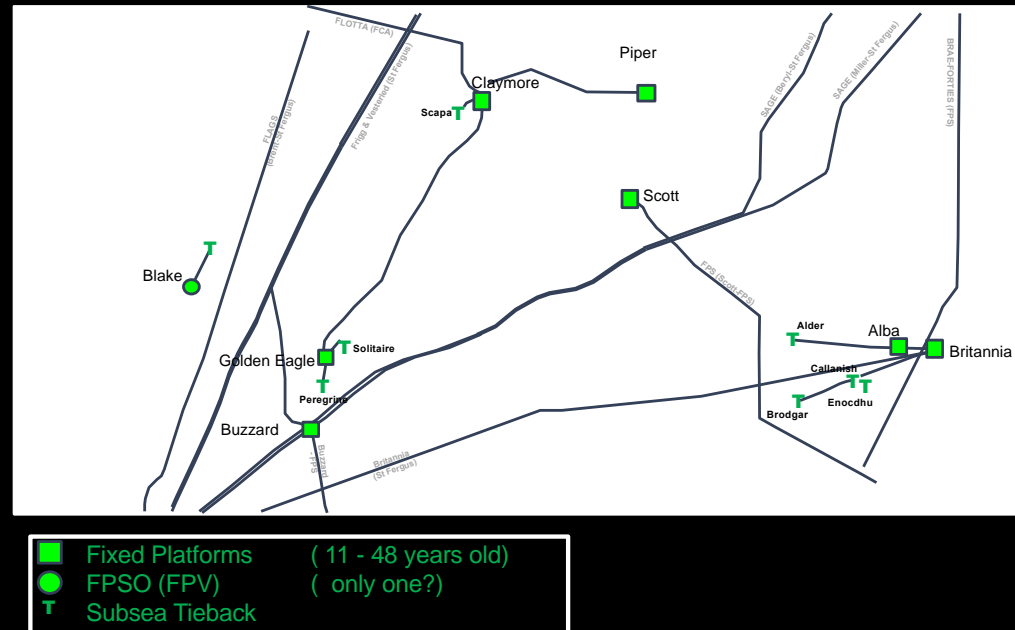 FLOTTA (FCA)
Frigg & Vesterled (St Fergus)
FLAGS
(Brent-St Fergus)
Piper
Claymore
Scapa
SAGE (Beryl-St Fergus)
SAGE (Miller-St Fergus)
BRAE-FORTIES (FPS)
Scott
FPS (Scott-FPS)
Blake
Golden Eagle
Solitaire
Peregrine
Buzzard
Buzzard
- FPS
Britannia
(St Fergus)
Alder
Alba
Britannia
Callanish
Enocdhu
Brodgar
Fixed Platforms ( 11 - 48 years old)
FPSO (FPV) ( only one?)
Subsea Tieback